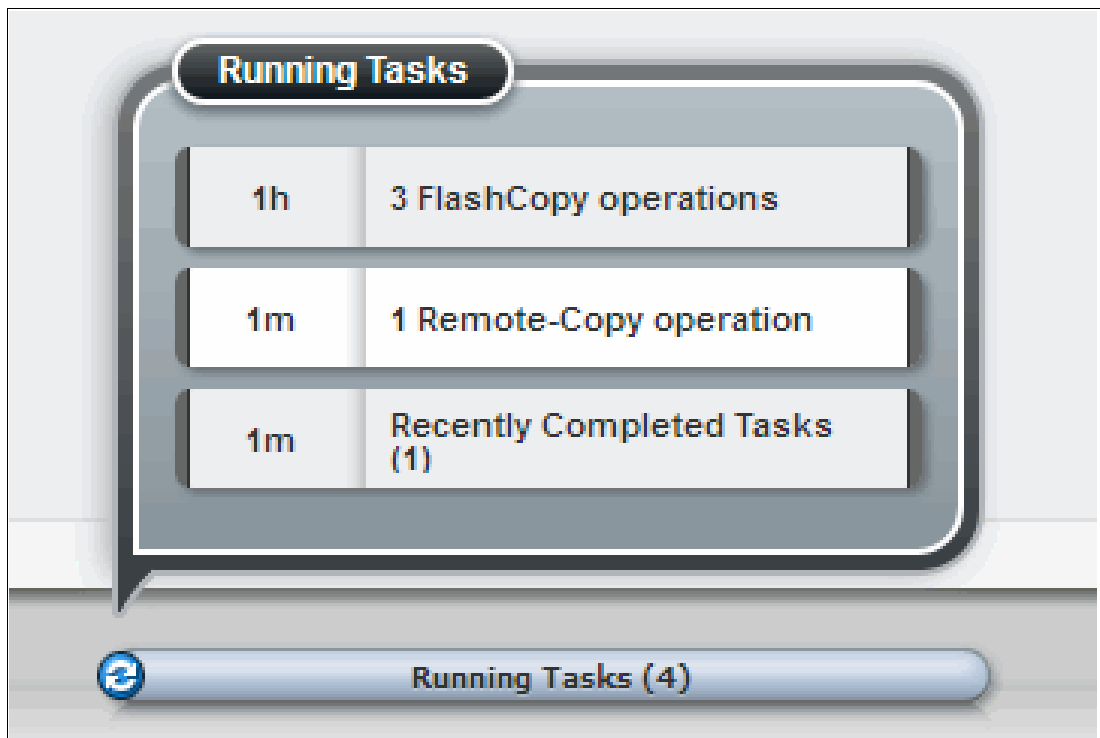 Running Tasks
1h
3 FlashCopy operations
1m
1 Remote-Copy operation
1m
Recently Completed Tasks
(1)
Running Tasks (4)